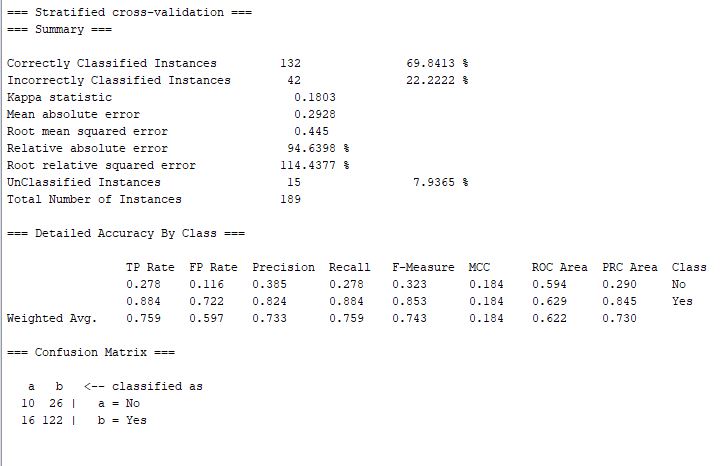 === Stratified cross-validation ===
=== Summary ===
Correctly Classified Instances 132 69.8413 %
Incorrectly Classified Instances 42 22.2222 %
Kappa statistic 0.1803
Mean absolute error 0.2928
Root mean squared error 0.445
Relative absolute error 94.6398 %
Root relative squared error 114.4377 %
UnClassified Instances 15 7.9365 %
Total Number of Instances 189
=== Detailed Accuracy By Class ===
TP Rate FP Rate Precision Recall F-Measure MCC ROC Area PRC Area Class
0.278 0.116 0.385 0.278 0.323 0.184 0.594 0.290 No
0.884 0.722 0.824 0.884 0.853 0.184 0.629 0.845 Yes
Weighted Avg. 0.759 0.597 0.733 0.759 0.743 0.184 0.622 0.730
=== Confusion Matrix ===
a b <-- classified as
10 26 | a = No
16 122 | b = Yes